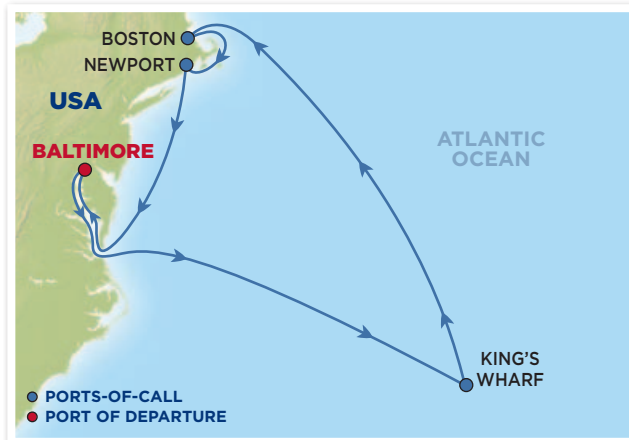 BOSTON
NEWPORT
USA
BALTIMORE
ATLANTIC
OCEAN
KING'S
WHARF
PORTS-OF-CALL
PORT OF DEPARTURE